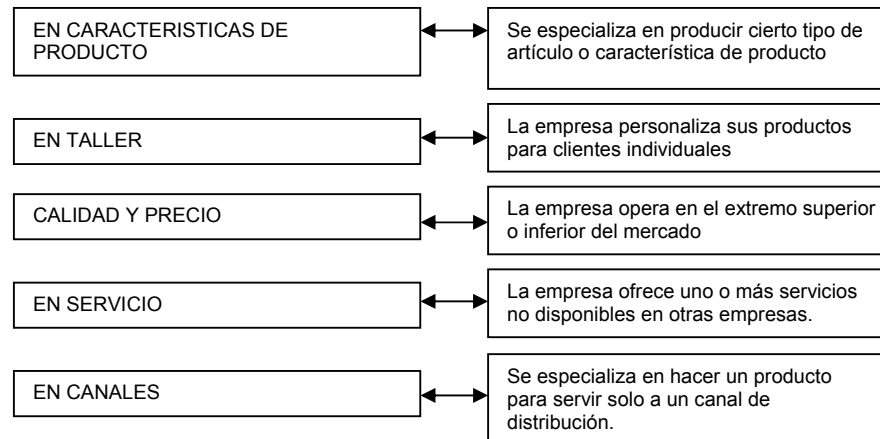 EN CARACTERISTICAS DE
PRODUCTO
Se especializa en producir cierto tipo de
artículo o característica de producto
EN TALLER
La empresa personaliza sus productos
para clientes individuales
CALIDAD Y PRECIO
La empresa opera en el extremo superior
o inferior del mercado
EN SERVICIO
La empresa ofrece uno o más servicios
no disponibles en otras empresas.
EN CANALES
Se especializa en hacer un producto
para servir solo a un canal de
distribución.